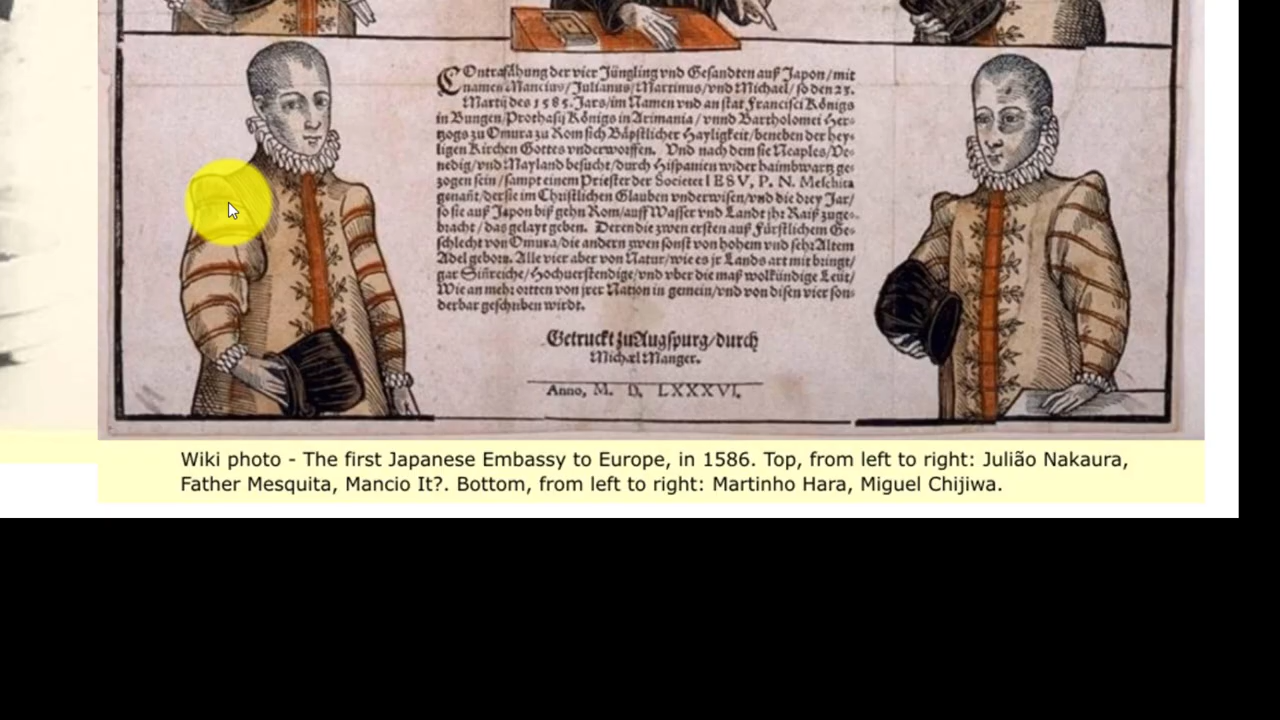 COntrafähung der vier Jüngling vnd Gesandten auß Japon/mit
namen Mancius/Julianus/Martinus/vnd Michael/so den 23.
Martij des 1585. Jars/im Namen vnd an stat Francisci Königs
in Bungen/Prothasij Königs in Arimania/vnnd Bartholomei Her-
tzogs zu Omura zu Rom sich Bäpstlicher Hayligkeit/beneben der hey-
ligen Kirchen Gottes vnderworffen. Vnd nach dem sie Neaples/Ve-
nedig/vnd Mayland besucht/durch Hispanien wider haimbwartz ge-
zogen sein/sampt einem Priester der Societet IESV, P. N. Meschita
genañt/der sie im Christlichen Glauben vnderwisen/vnd die drey Jar/
so sie auß Japon biß gehn Rom/auff Wasser vnd Landt jhr Raiß zuge-
bracht/das gelayt geben. Deren die zwen ersten auß Fürstlichem Ge-
schlecht von Omura/die andern zwen sonst von hohem vnd sehr Altem
Adel geborn. Alle vier aber von Natur/wie es jr Lands art mit bringt/
gar Siñreiche/Hochuerstendige/vnd vber die maß wolkündige Leüt/
Wie an mehr ortten von jrer Nation in gemein/vnd von disen vier son-
derbar geschriben wirdt.
Getruckt zu Augspurg/durch
Michael Manger.
Anno, M. D. LXXXVI.
Wiki photo - The first Japanese Embassy to Europe, in 1586. Top, from left to right: Julião Nakaura,
Father Mesquita, Mancio It?. Bottom, from left to right: Martinho Hara, Miguel Chijiwa.